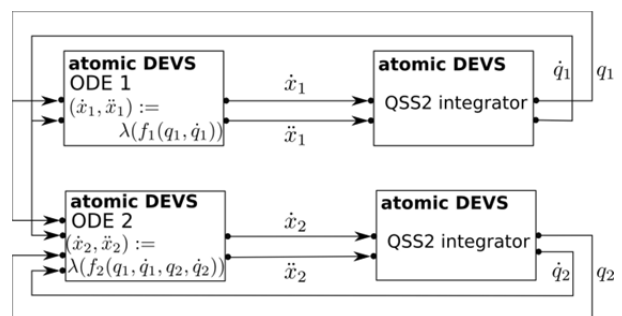 atomic DEVS
ODE 1
(ẋ₁, ẍ₁) :=
λ(f₁(q₁, q̇₁))
ẋ₁
ẍ₁
atomic DEVS
QSS2 integrator
q̇₁
q₁
atomic DEVS
ODE 2
(ẋ₂, ẍ₂) :=
λ(f₂(q₁, q̇₁, q₂, q̇₂))
ẋ₂
ẍ₂
atomic DEVS
QSS2 integrator
q̇₂
q₂